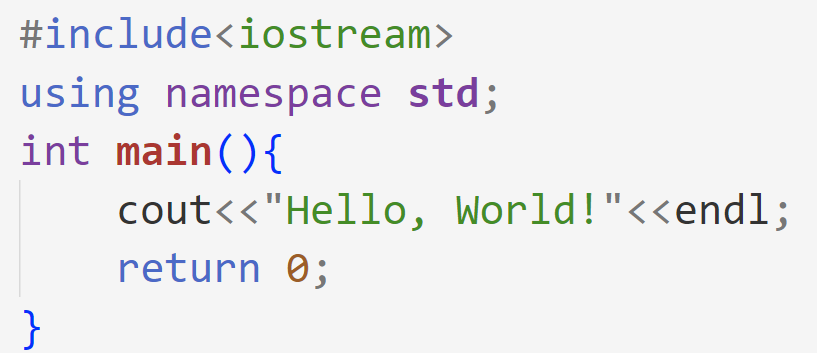 #include<iostream>
using namespace std;
int main(){
    cout<<"Hello, World!"<<endl;
    return 0;
}